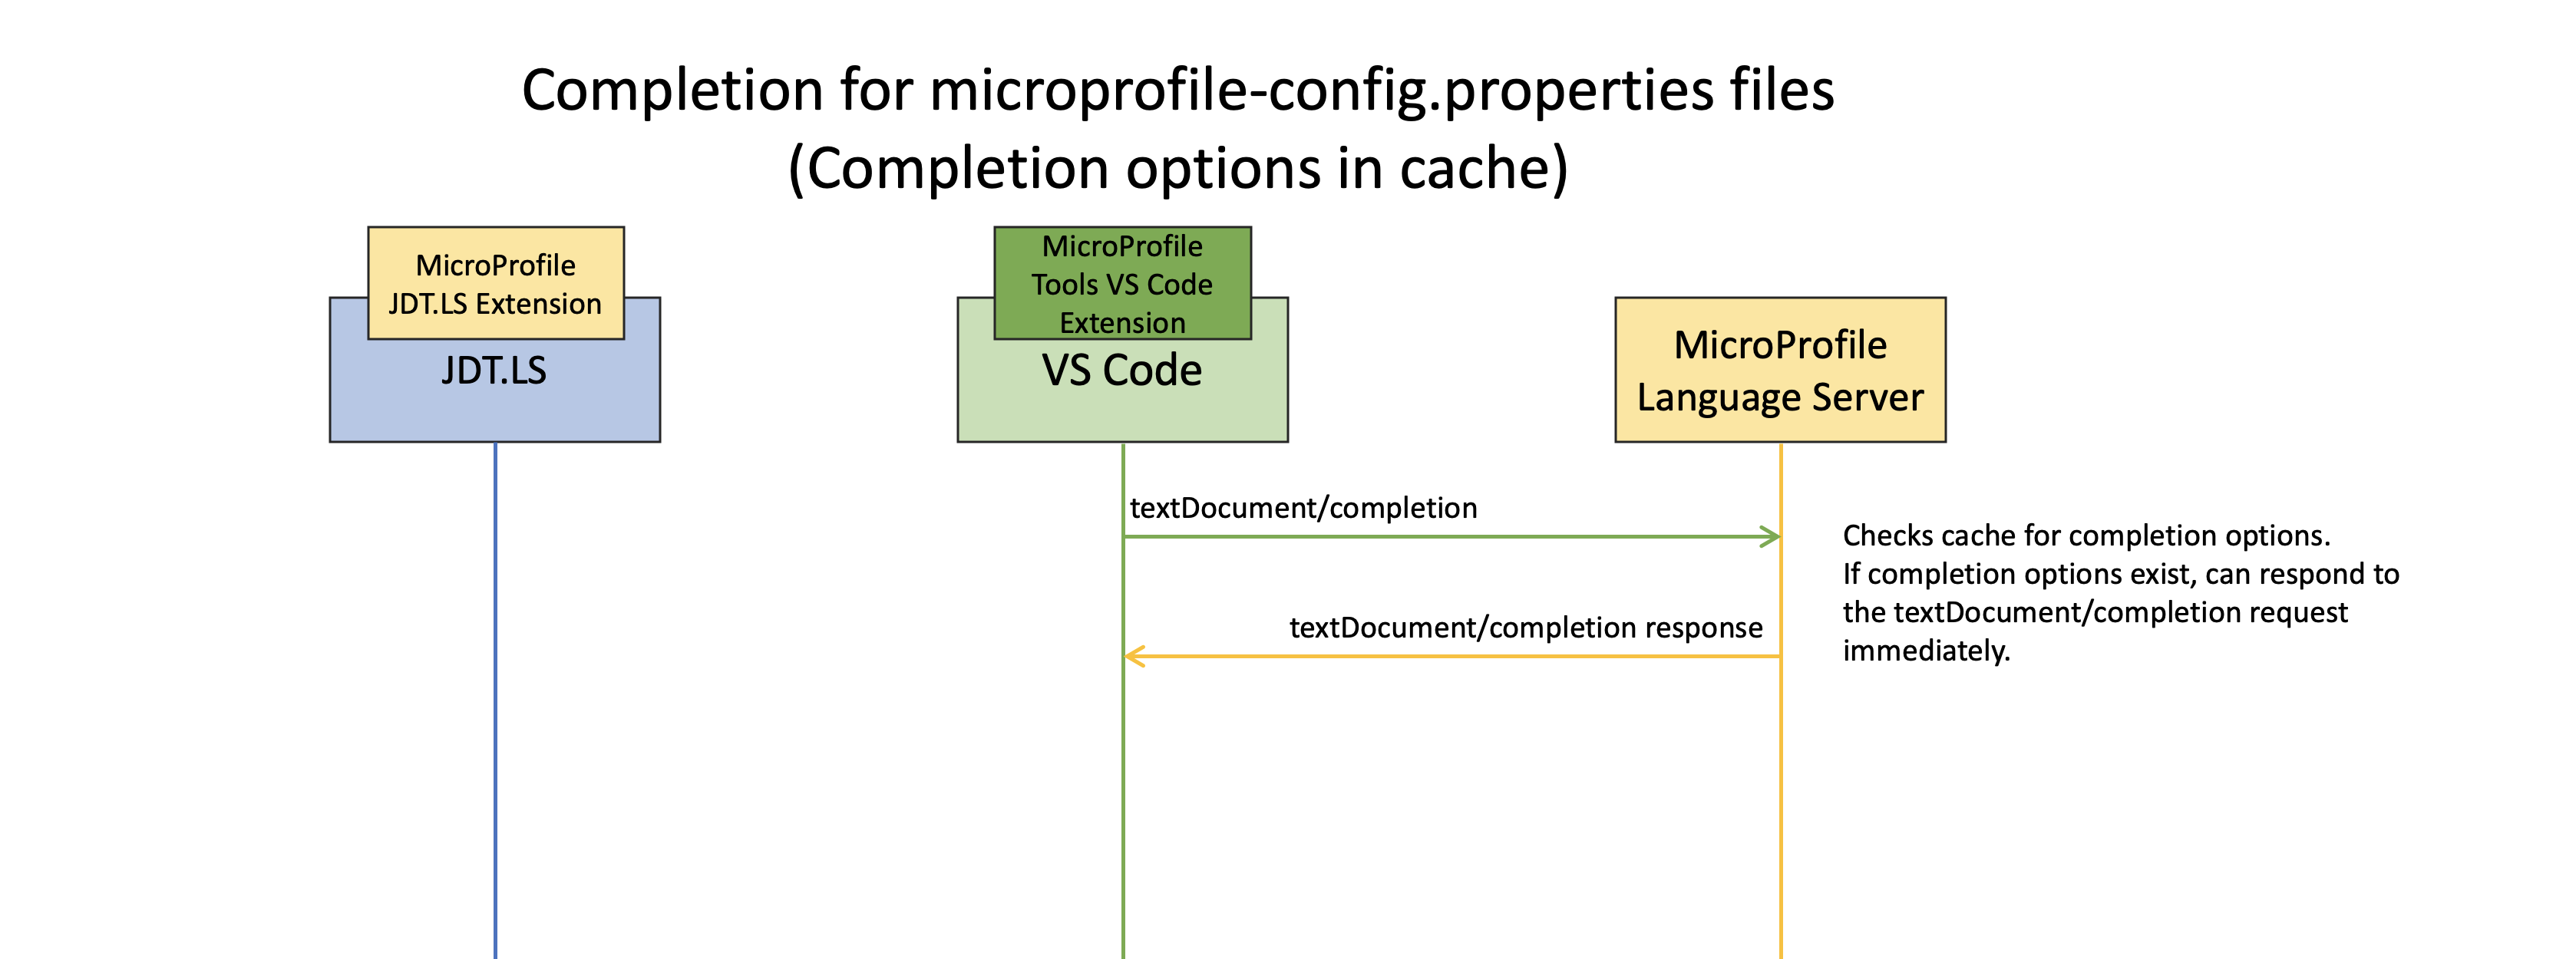 Completion for microprofile-config.properties files
(Completion options in cache)
MicroProfile
JDT.LS Extension
JDT.LS
MicroProfile
Tools VS Code
Extension
VS Code
MicroProfile
Language Server
textDocument/completion
Checks cache for completion options.
If completion options exist, can respond to
the textDocument/completion request
immediately.
textDocument/completion response